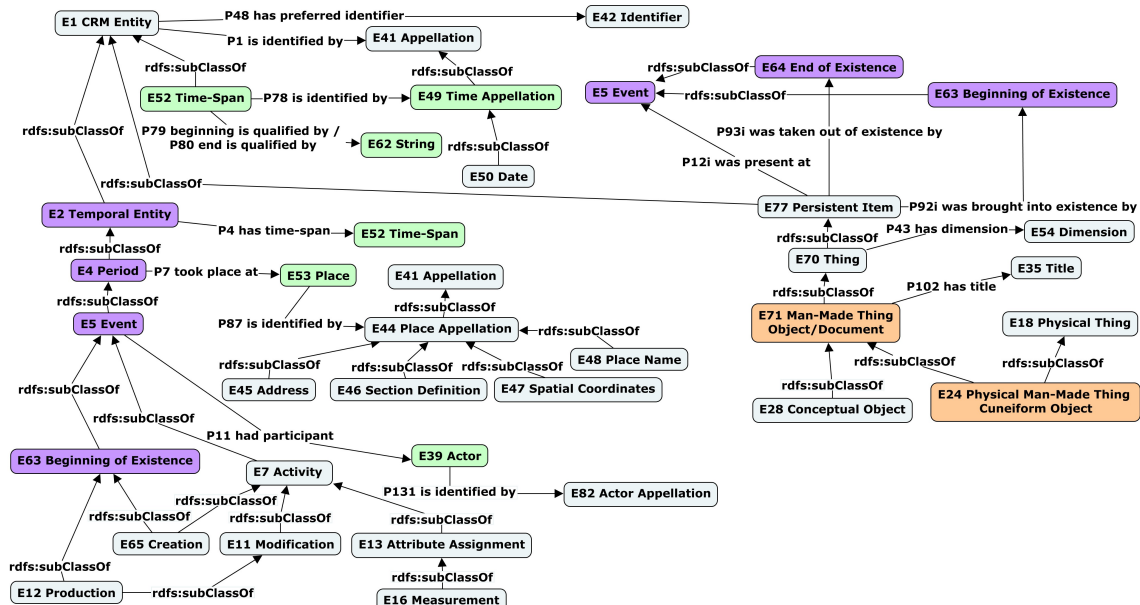 E1 CRM Entity
P48 has preferred identifier
E42 Identifier
P1 is identified by
E41 Appellation
rdfs:subClassOf
rdfs:subClassOf
E52 Time-Span
P78 is identified by
E49 Time Appellation
P79 beginning is qualified by /
P80 end is qualified by
E62 String
rdfs:subClassOf
rdfs:subClassOf
E50 Date
rdfs:subClassOf
E64 End of Existence
rdfs:subClassOf
E5 Event
rdfs:subClassOf
E63 Beginning of Existence
P93i was taken out of existence by
P12i was present at
E77 Persistent Item
P92i was brought into existence by
E2 Temporal Entity
P4 has time-span
E52 Time-Span
rdfs:subClassOf
P43 has dimension
E54 Dimension
rdfs:subClassOf
E70 Thing
E4 Period
P7 took place at
E53 Place
E41 Appellation
E35 Title
rdfs:subClassOf
rdfs:subClassOf
P102 has title
rdfs:subClassOf
E5 Event
P87 is identified by
E44 Place Appellation
E71 Man-Made Thing
Object/Document
E18 Physical Thing
rdfs:subClassOf
E48 Place Name
rdfs:subClassOf
rdfs:subClassOf
rdfs:subClassOf
rdfs:subClassOf
rdfs:subClassOf
rdfs:subClassOf
E45 Address
E46 Section Definition
E47 Spatial Coordinates
rdfs:subClassOf
E28 Conceptual Object
E24 Physical Man-Made Thing
Cuneiform Object
rdfs:subClassOf
P11 had participant
E63 Beginning of Existence
E7 Activity
E39 Actor
P131 is identified by
E82 Actor Appellation
rdfs:subClassOf
rdfs:subClassOf
rdfs:subClassOf
rdfs:subClassOf
E65 Creation
E11 Modification
E13 Attribute Assignment
rdfs:subClassOf
rdfs:subClassOf
rdfs:subClassOf
E12 Production
E16 Measurement